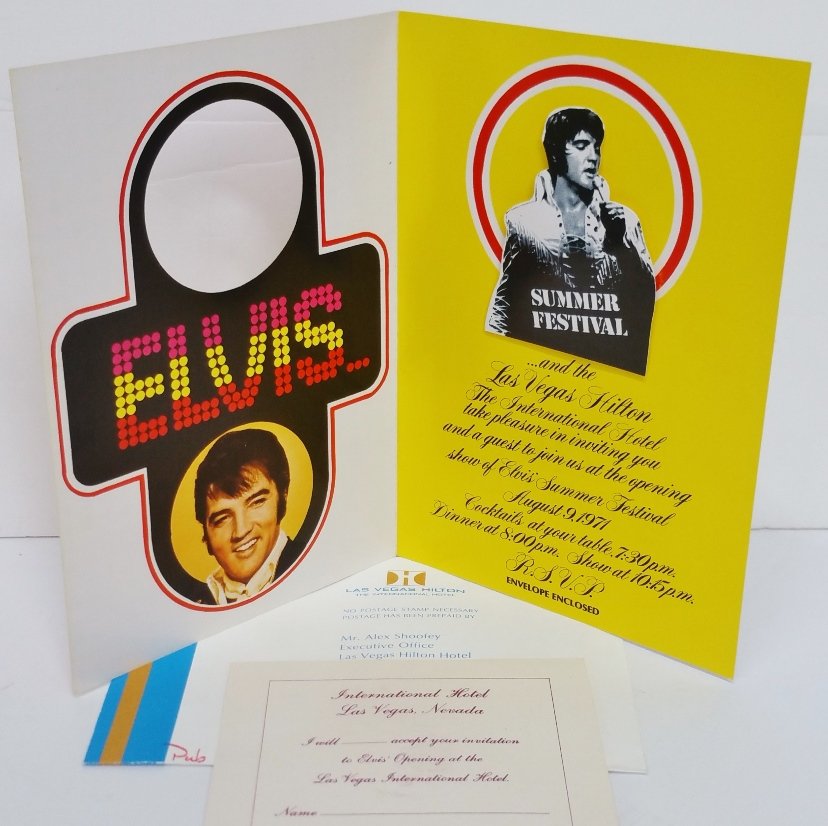 ELVIS...
SUMMER
FESTIVAL
...and the
Las Vegas Hilton
The International Hotel
take pleasure in inviting you
and a guest to join us at the opening
show of Elvis' Summer Festival
August 9, 1971
Cocktails at your table, 7:30 p.m.
Dinner at 8:00 p.m. Show at 10:15 p.m.
R.S.V.P.
ENVELOPE ENCLOSED
LAS VEGAS HILTON
THE INTERNATIONAL HOTEL
NO POSTAGE STAMP NECESSARY
POSTAGE HAS BEEN PREPAID BY
Mr. Alex Shoofey
Executive Office
Las Vegas Hilton Hotel
Pub
International Hotel
Las Vegas, Nevada
I will ______ accept your invitation
to Elvis' Opening at the
Las Vegas International Hotel.
Name